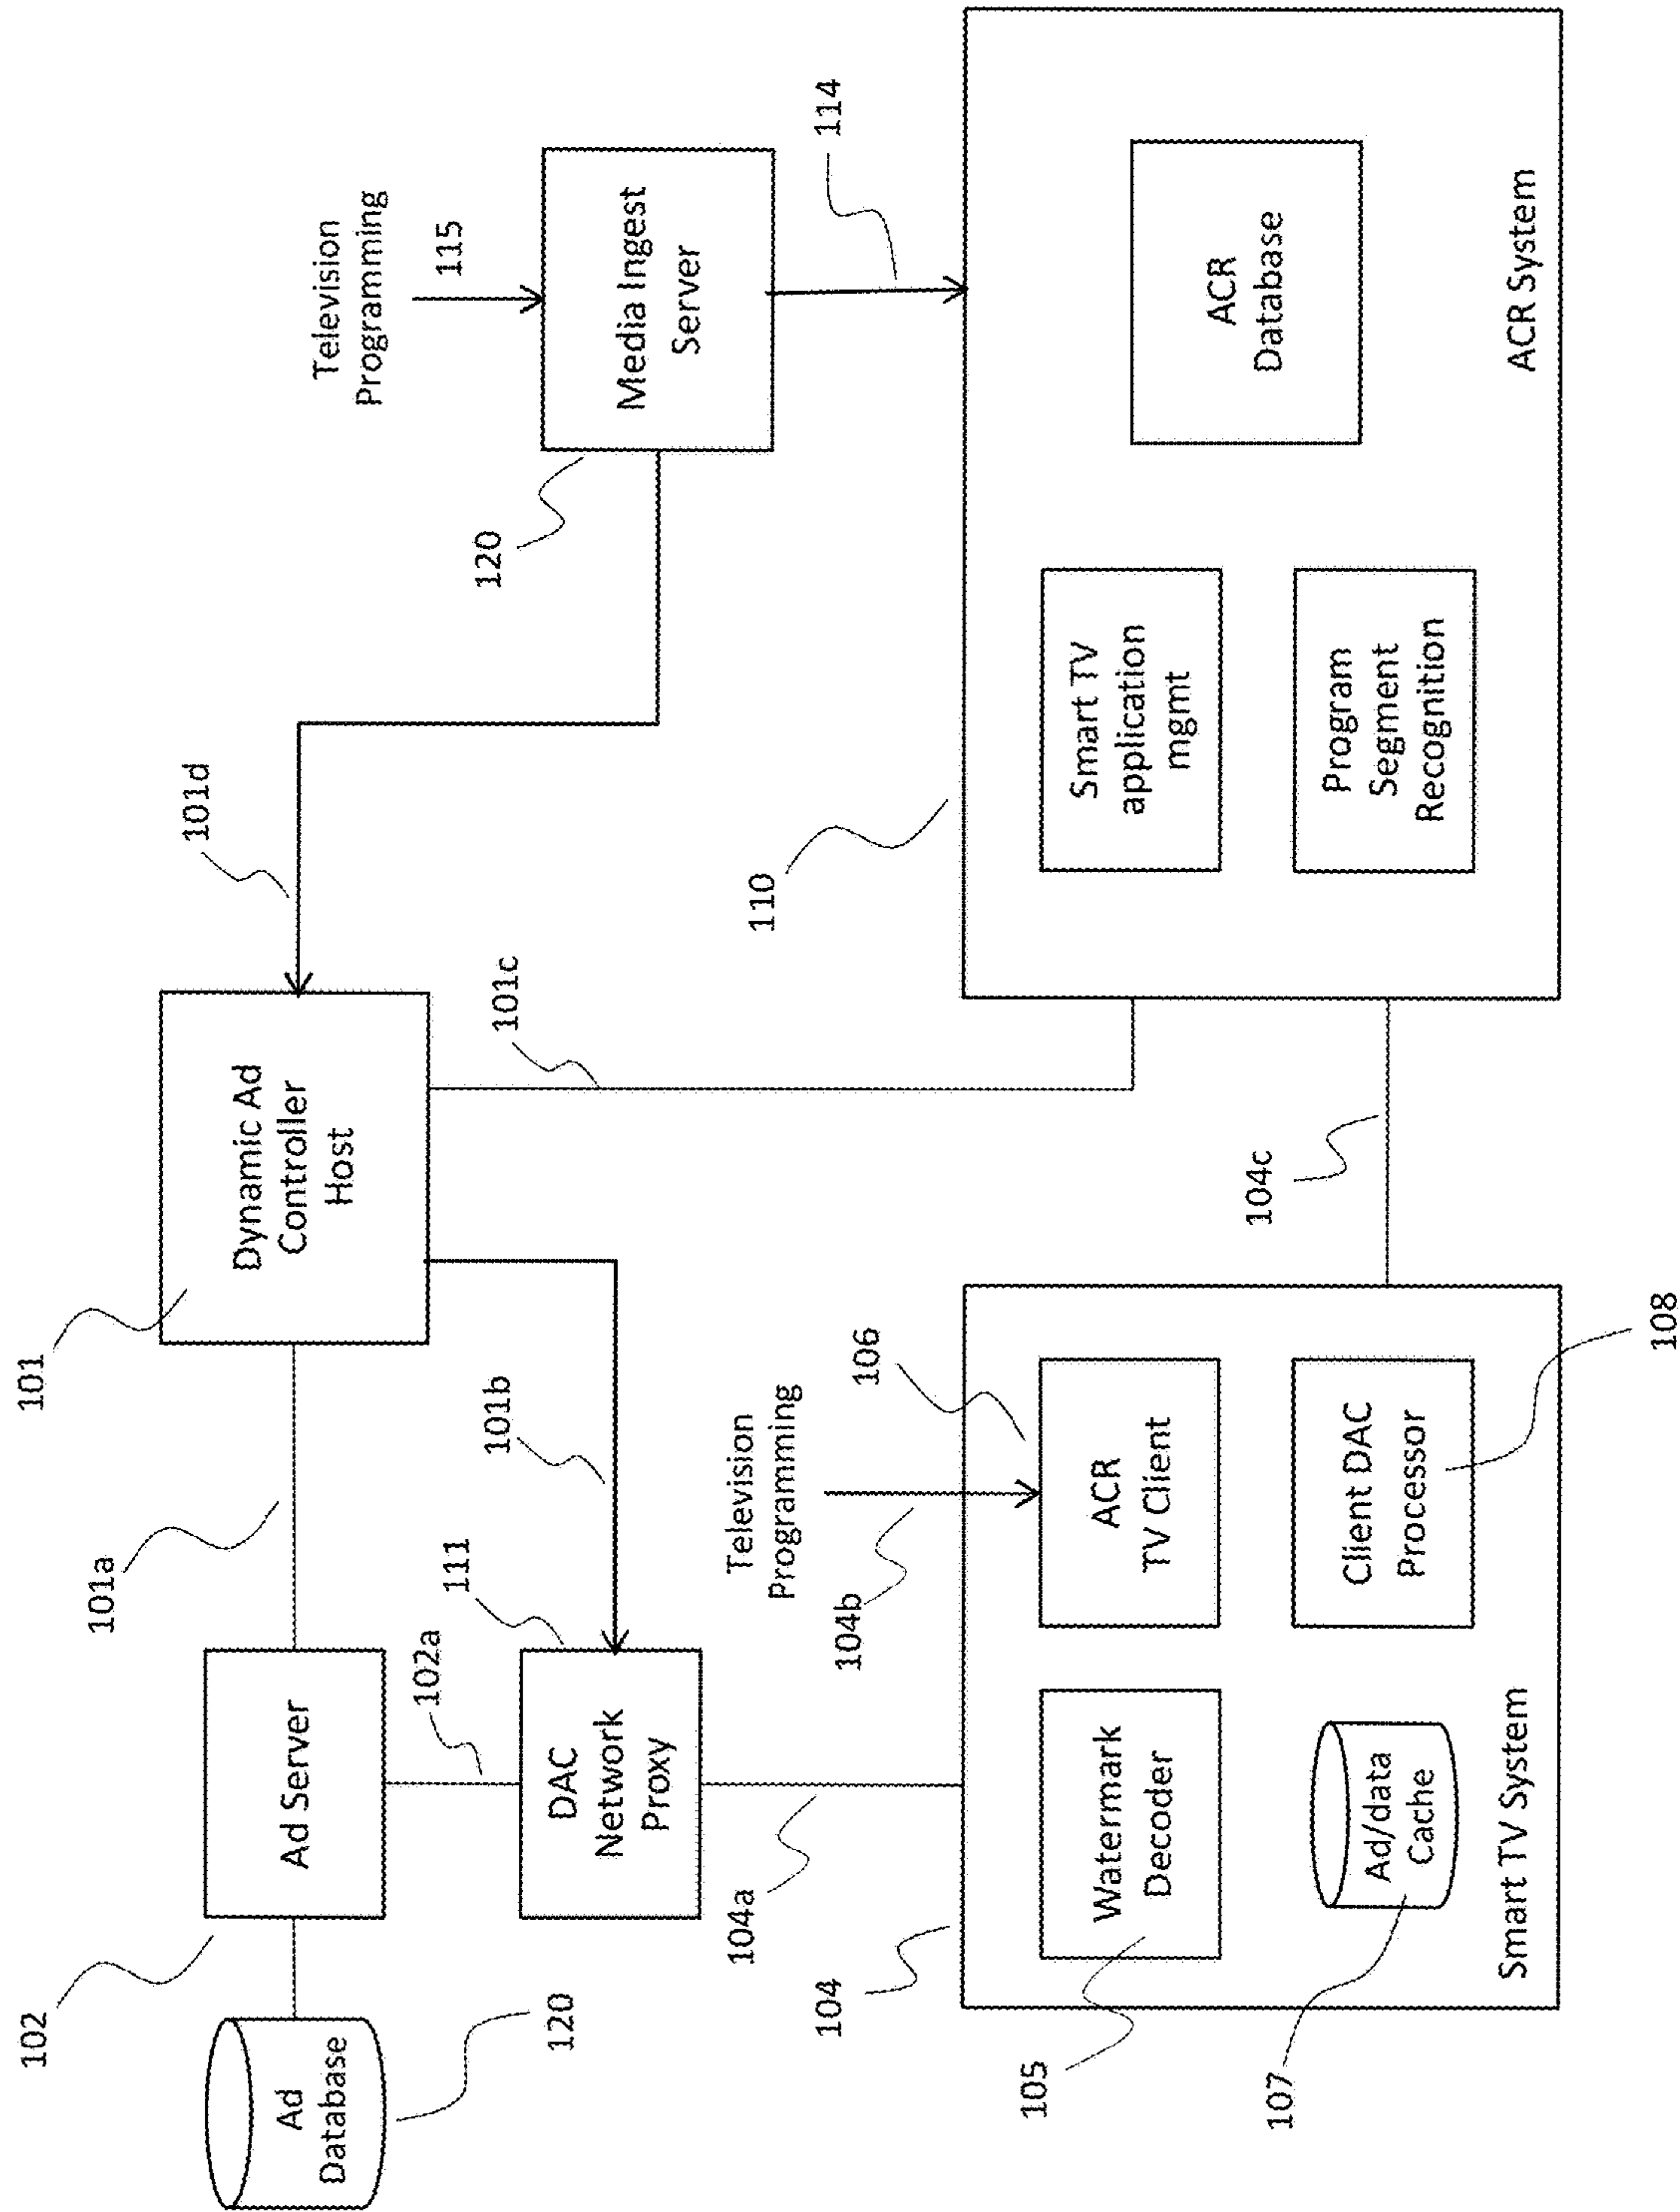 102
Ad
Database
120
Ad Server
101a
101
Dynamic Ad
Controller
Host
101d
Television
Programming
115
120
Media Ingest
Server
114
102a
111
DAC
Network
Proxy
101b
101c
104a
104
Television
Programming
104b
106
110
105
Watermark
Decoder
ACR
TV Client
107
Ad/data
Cache
Client DAC
Processor
108
Smart TV System
104c
Smart TV
application
mgmt
Program
Segment
Recognition
ACR
Database
ACR System